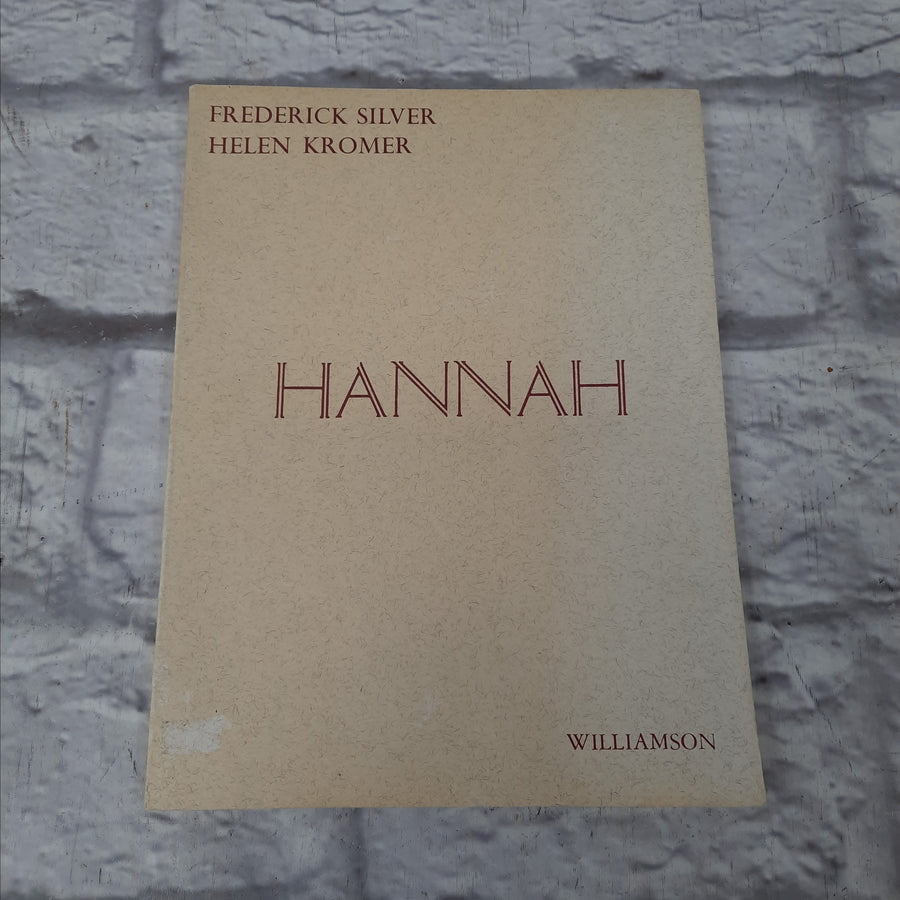 FREDERICK SILVER
HELEN KROMER
HANNAH
WILLIAMSON